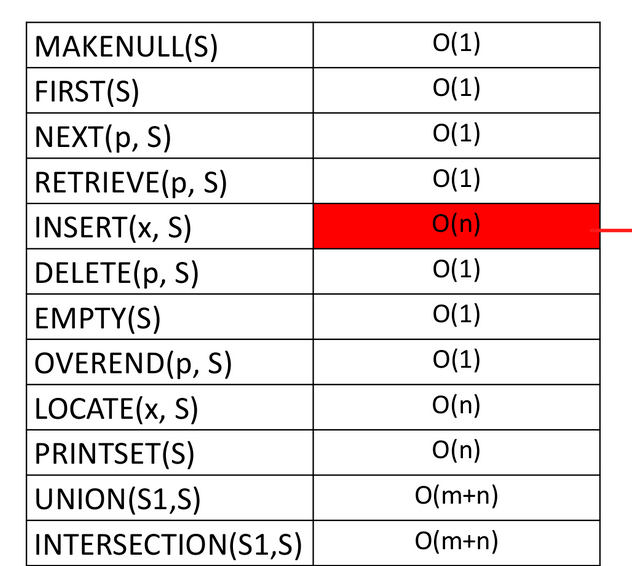 MAKENULL(S) O(1)
FIRST(S) O(1)
NEXT(p, S) O(1)
RETRIEVE(p, S) O(1)
INSERT(x, S) O(n)
DELETE(p, S) O(1)
EMPTY(S) O(1)
OVEREND(p, S) O(1)
LOCATE(x, S) O(n)
PRINTSET(S) O(n)
UNION(S1,S) O(m+n)
INTERSECTION(S1,S) O(m+n)